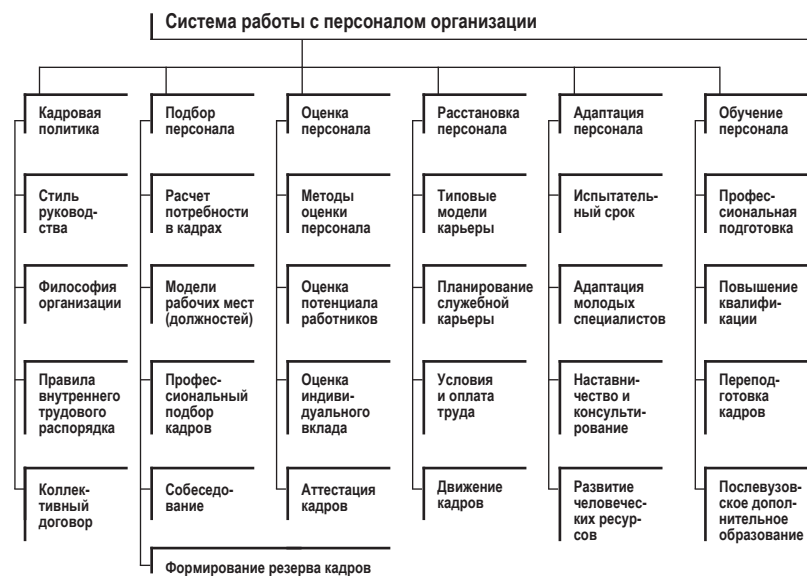 Система работы с персоналом организации
Кадровая
политика
Стиль
руковод-
ства
Философия
организации
Правила
внутреннего
трудового
распорядка
Коллек-
тивный
договор
Подбор
персонала
Расчет
потребности
в кадрах
Модели
рабочих мест
(должностей)
Профес-
сиональный
подбор
кадров
Собеседо-
вание
Формирование резерва кадров
Оценка
персонала
Методы
оценки
персонала
Оценка
потенциала
работников
Оценка
индиви-
дуального
вклада
Аттестация
кадров
Расстановка
персонала
Типовые
модели
карьеры
Планирование
служебной
карьеры
Условия
и оплата
труда
Движение
кадров
Адаптация
персонала
Испытатель-
ный срок
Адаптация
молодых
специалистов
Наставни-
чество и
консульти-
рование
Развитие
человечес-
ких ресур-
сов
Обучение
персонала
Профес-
сиональная
подготовка
Повышение
квалифи-
кации
Перепод-
готовка
кадров
Послевузов-
ское допол-
нительное
образование